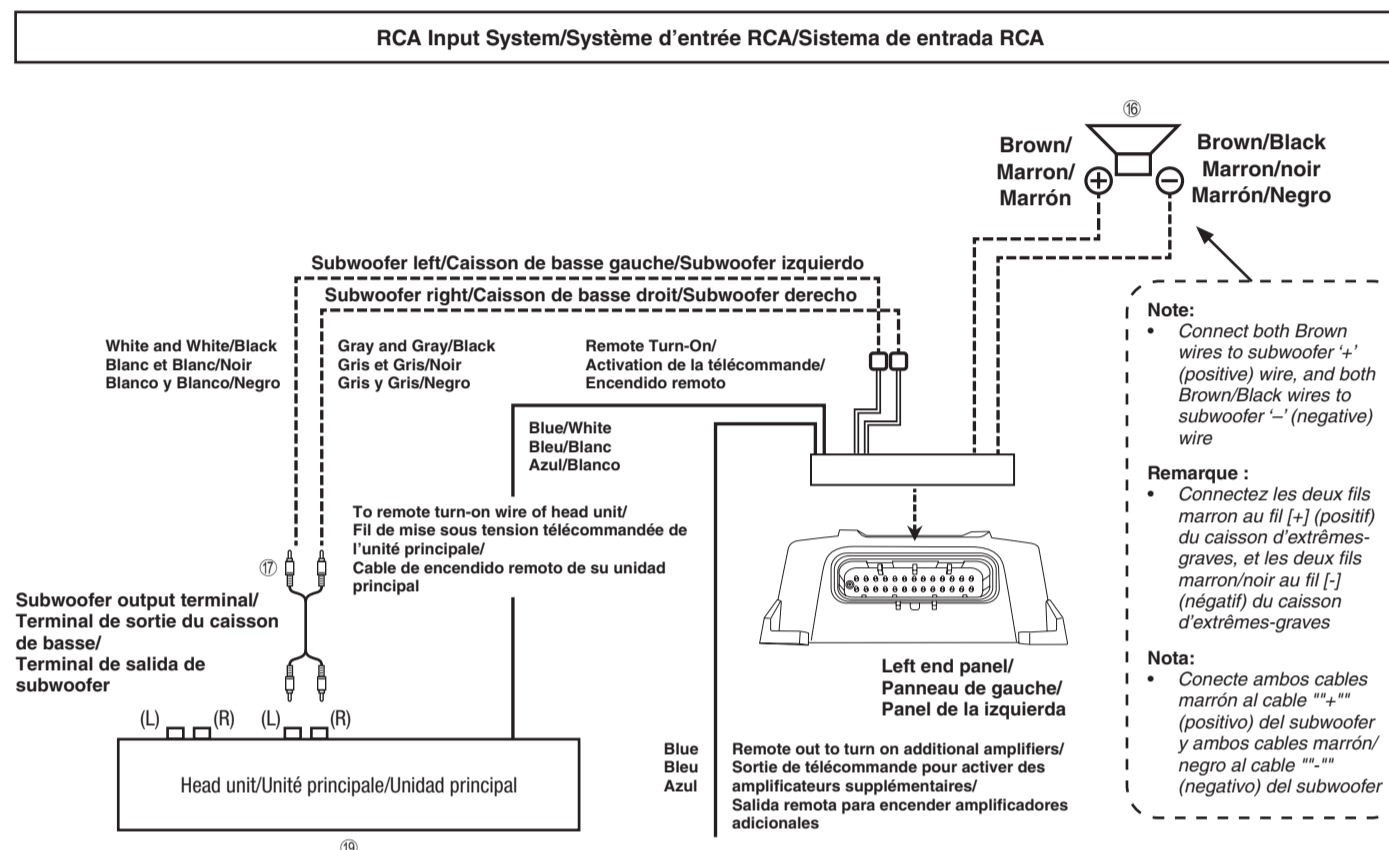 RCA Input System/Système d’entrée RCA/Sistema de entrada RCA
⑯
Brown/
Marron/
Marrón
+
−
Brown/Black
Marron/noir
Marrón/Negro
Subwoofer left/Caisson de basse gauche/Subwoofer izquierdo
Subwoofer right/Caisson de basse droit/Subwoofer derecho
White and White/Black
Blanc et Blanc/Noir
Blanco y Blanco/Negro
Gray and Gray/Black
Gris et Gris/Noir
Gris y Gris/Negro
Remote Turn-On/
Activation de la télécommande/
Encendido remoto
Blue/White
Bleu/Blanc
Azul/Blanco
To remote turn-on wire of head unit/
Fil de mise sous tension télécommandée de
l’unité principale/
Cable de encendido remoto de su unidad
principal
⑰
Subwoofer output terminal/
Terminal de sortie du caisson
de basse/
Terminal de salida de
subwoofer
(L) (R) (L) (R)
Head unit/Unité principale/Unidad principal
⑲
Left end panel/
Panneau de gauche/
Panel de la izquierda
Blue
Bleu
Azul
Remote out to turn on additional amplifiers/
Sortie de télécommande pour activer des
amplificateurs supplémentaires/
Salida remota para encender amplificadores
adicionales
Note:
• Connect both Brown
wires to subwoofer ‘+’
(positive) wire, and both
Brown/Black wires to
subwoofer ‘–’ (negative)
wire
Remarque :
• Connectez les deux fils
marron au fil [+] (positif)
du caisson d’extrêmes-
graves, et les deux fils
marron/noir au fil [-]
(négatif) du caisson
d’extrêmes-graves
Nota:
• Conecte ambos cables
marrón al cable ""+""
(positivo) del subwoofer
y ambos cables marrón/
negro al cable ""-""
(negativo) del subwoofer